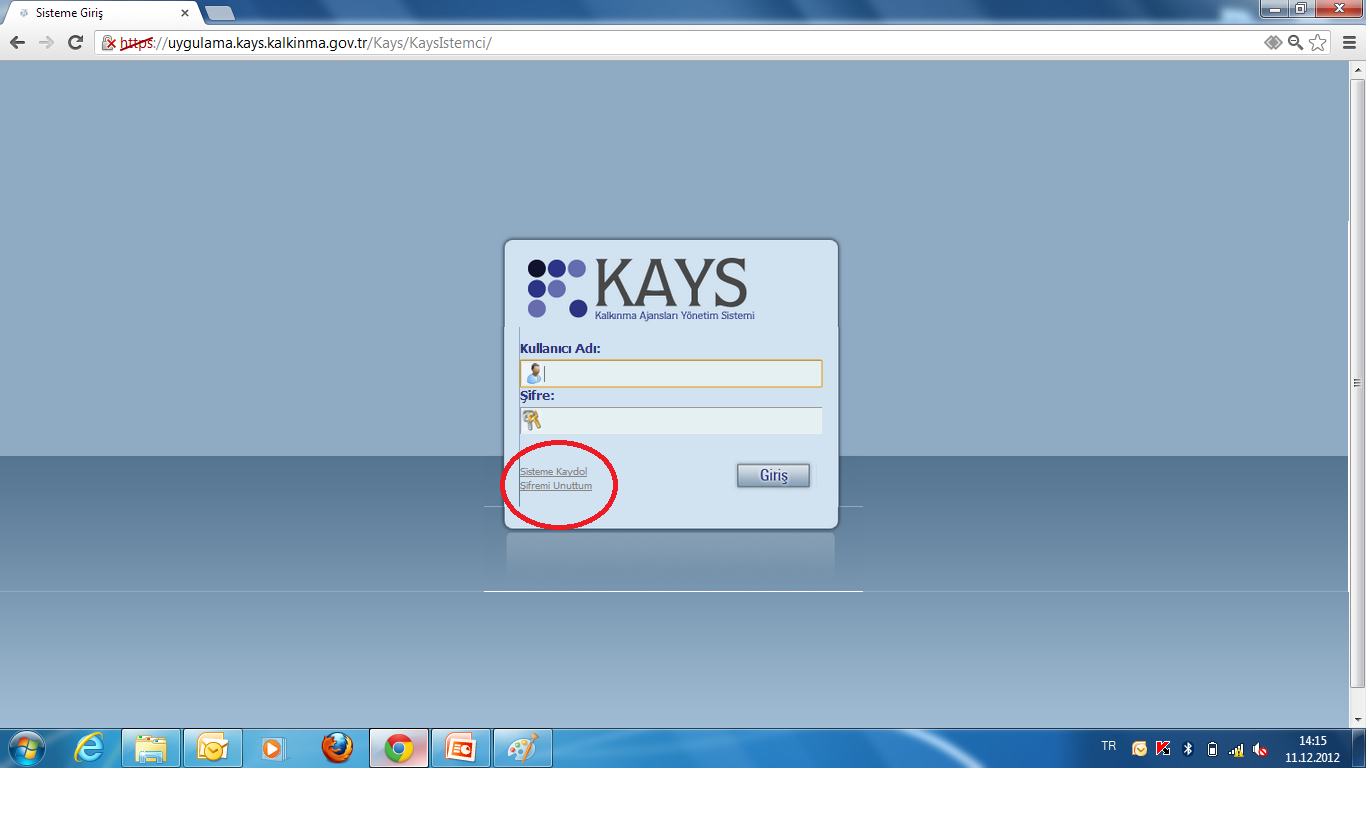 Sisteme Giriş
https://uygulama.kays.kalkinma.gov.tr/Kays/KaysIstemci/
KAYS
Kalkınma Ajansları Yönetim Sistemi
Kullanıcı Adı:
Şifre:
Sisteme Kaydol
Giriş
Şifremi Unuttum
TR
14:15
11.12.2012